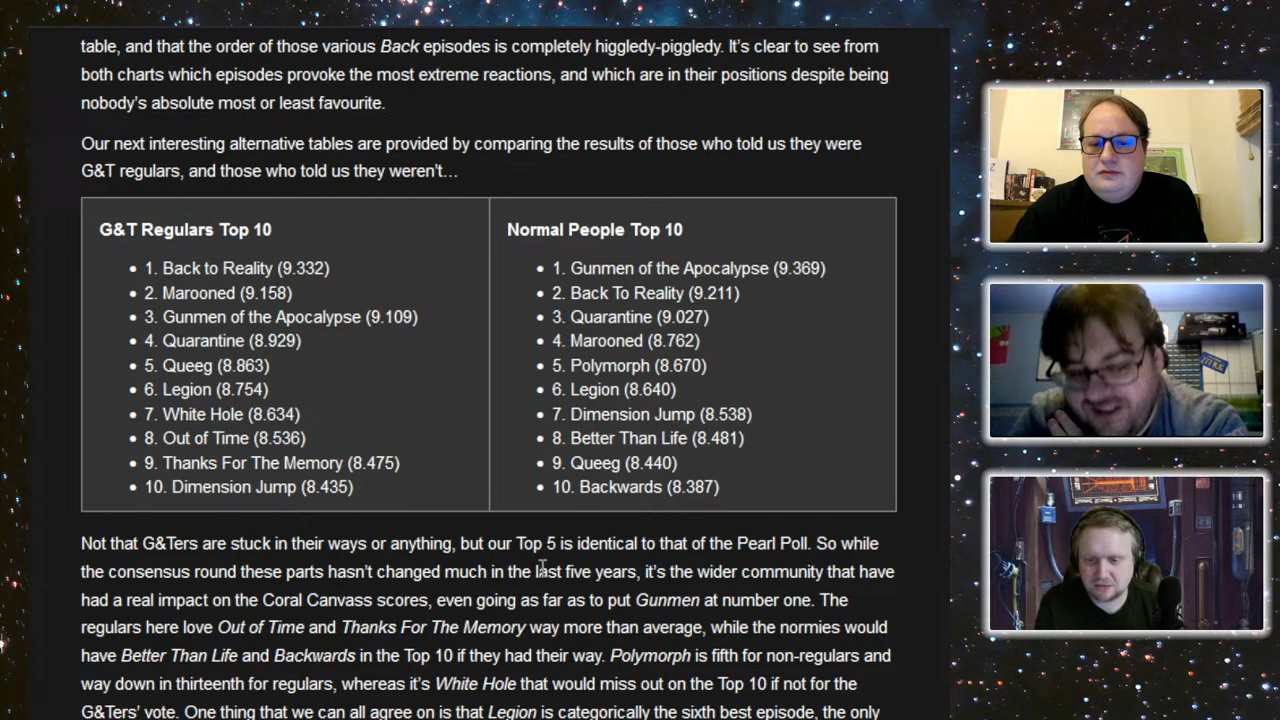 table, and that the order of those various Back episodes is completely higgledy-piggledy. It's clear to see from
both charts which episodes provoke the most extreme reactions, and which are in their positions despite being
nobody's absolute most or least favourite.
Our next interesting alternative tables are provided by comparing the results of those who told us they were
G&T regulars, and those who told us they weren't…
G&T Regulars Top 10
• 1. Back to Reality (9.332)
• 2. Marooned (9.158)
• 3. Gunmen of the Apocalypse (9.109)
• 4. Quarantine (8.929)
• 5. Queeg (8.863)
• 6. Legion (8.754)
• 7. White Hole (8.634)
• 8. Out of Time (8.536)
• 9. Thanks For The Memory (8.475)
• 10. Dimension Jump (8.435)
Normal People Top 10
• 1. Gunmen of the Apocalypse (9.369)
• 2. Back To Reality (9.211)
• 3. Quarantine (9.027)
• 4. Marooned (8.762)
• 5. Polymorph (8.670)
• 6. Legion (8.640)
• 7. Dimension Jump (8.538)
• 8. Better Than Life (8.481)
• 9. Queeg (8.440)
• 10. Backwards (8.387)
Not that G&Ters are stuck in their ways or anything, but our Top 5 is identical to that of the Pearl Poll. So while
the consensus round these parts hasn't changed much in the last five years, it's the wider community that have
had a real impact on the Coral Canvass scores, even going as far as to put Gunmen at number one. The
regulars here love Out of Time and Thanks For The Memory way more than average, while the normies would
have Better Than Life and Backwards in the Top 10 if they had their way. Polymorph is fifth for non-regulars and
way down in thirteenth for regulars, whereas it's White Hole that would miss out on the Top 10 if not for the
G&Ters' vote. One thing that we can all agree on is that Legion is categorically the sixth best episode, the only